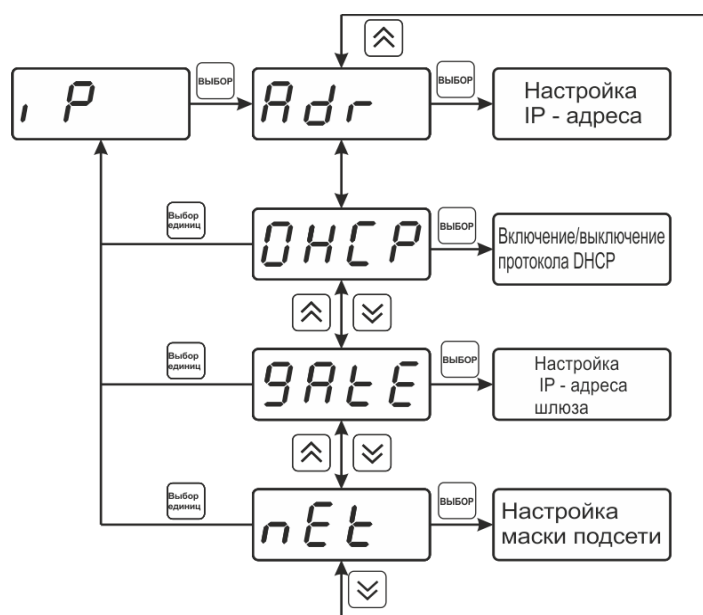 ı P
ВЫБОР
Adr
ВЫБОР
Настройка
IP - адреса
Выбор
единиц
DHCP
ВЫБОР
Включение/выключение
протокола DHCP
Выбор
единиц
gAtE
ВЫБОР
Настройка
IP - адреса
шлюза
Выбор
единиц
nEt
ВЫБОР
Настройка
маски подсети